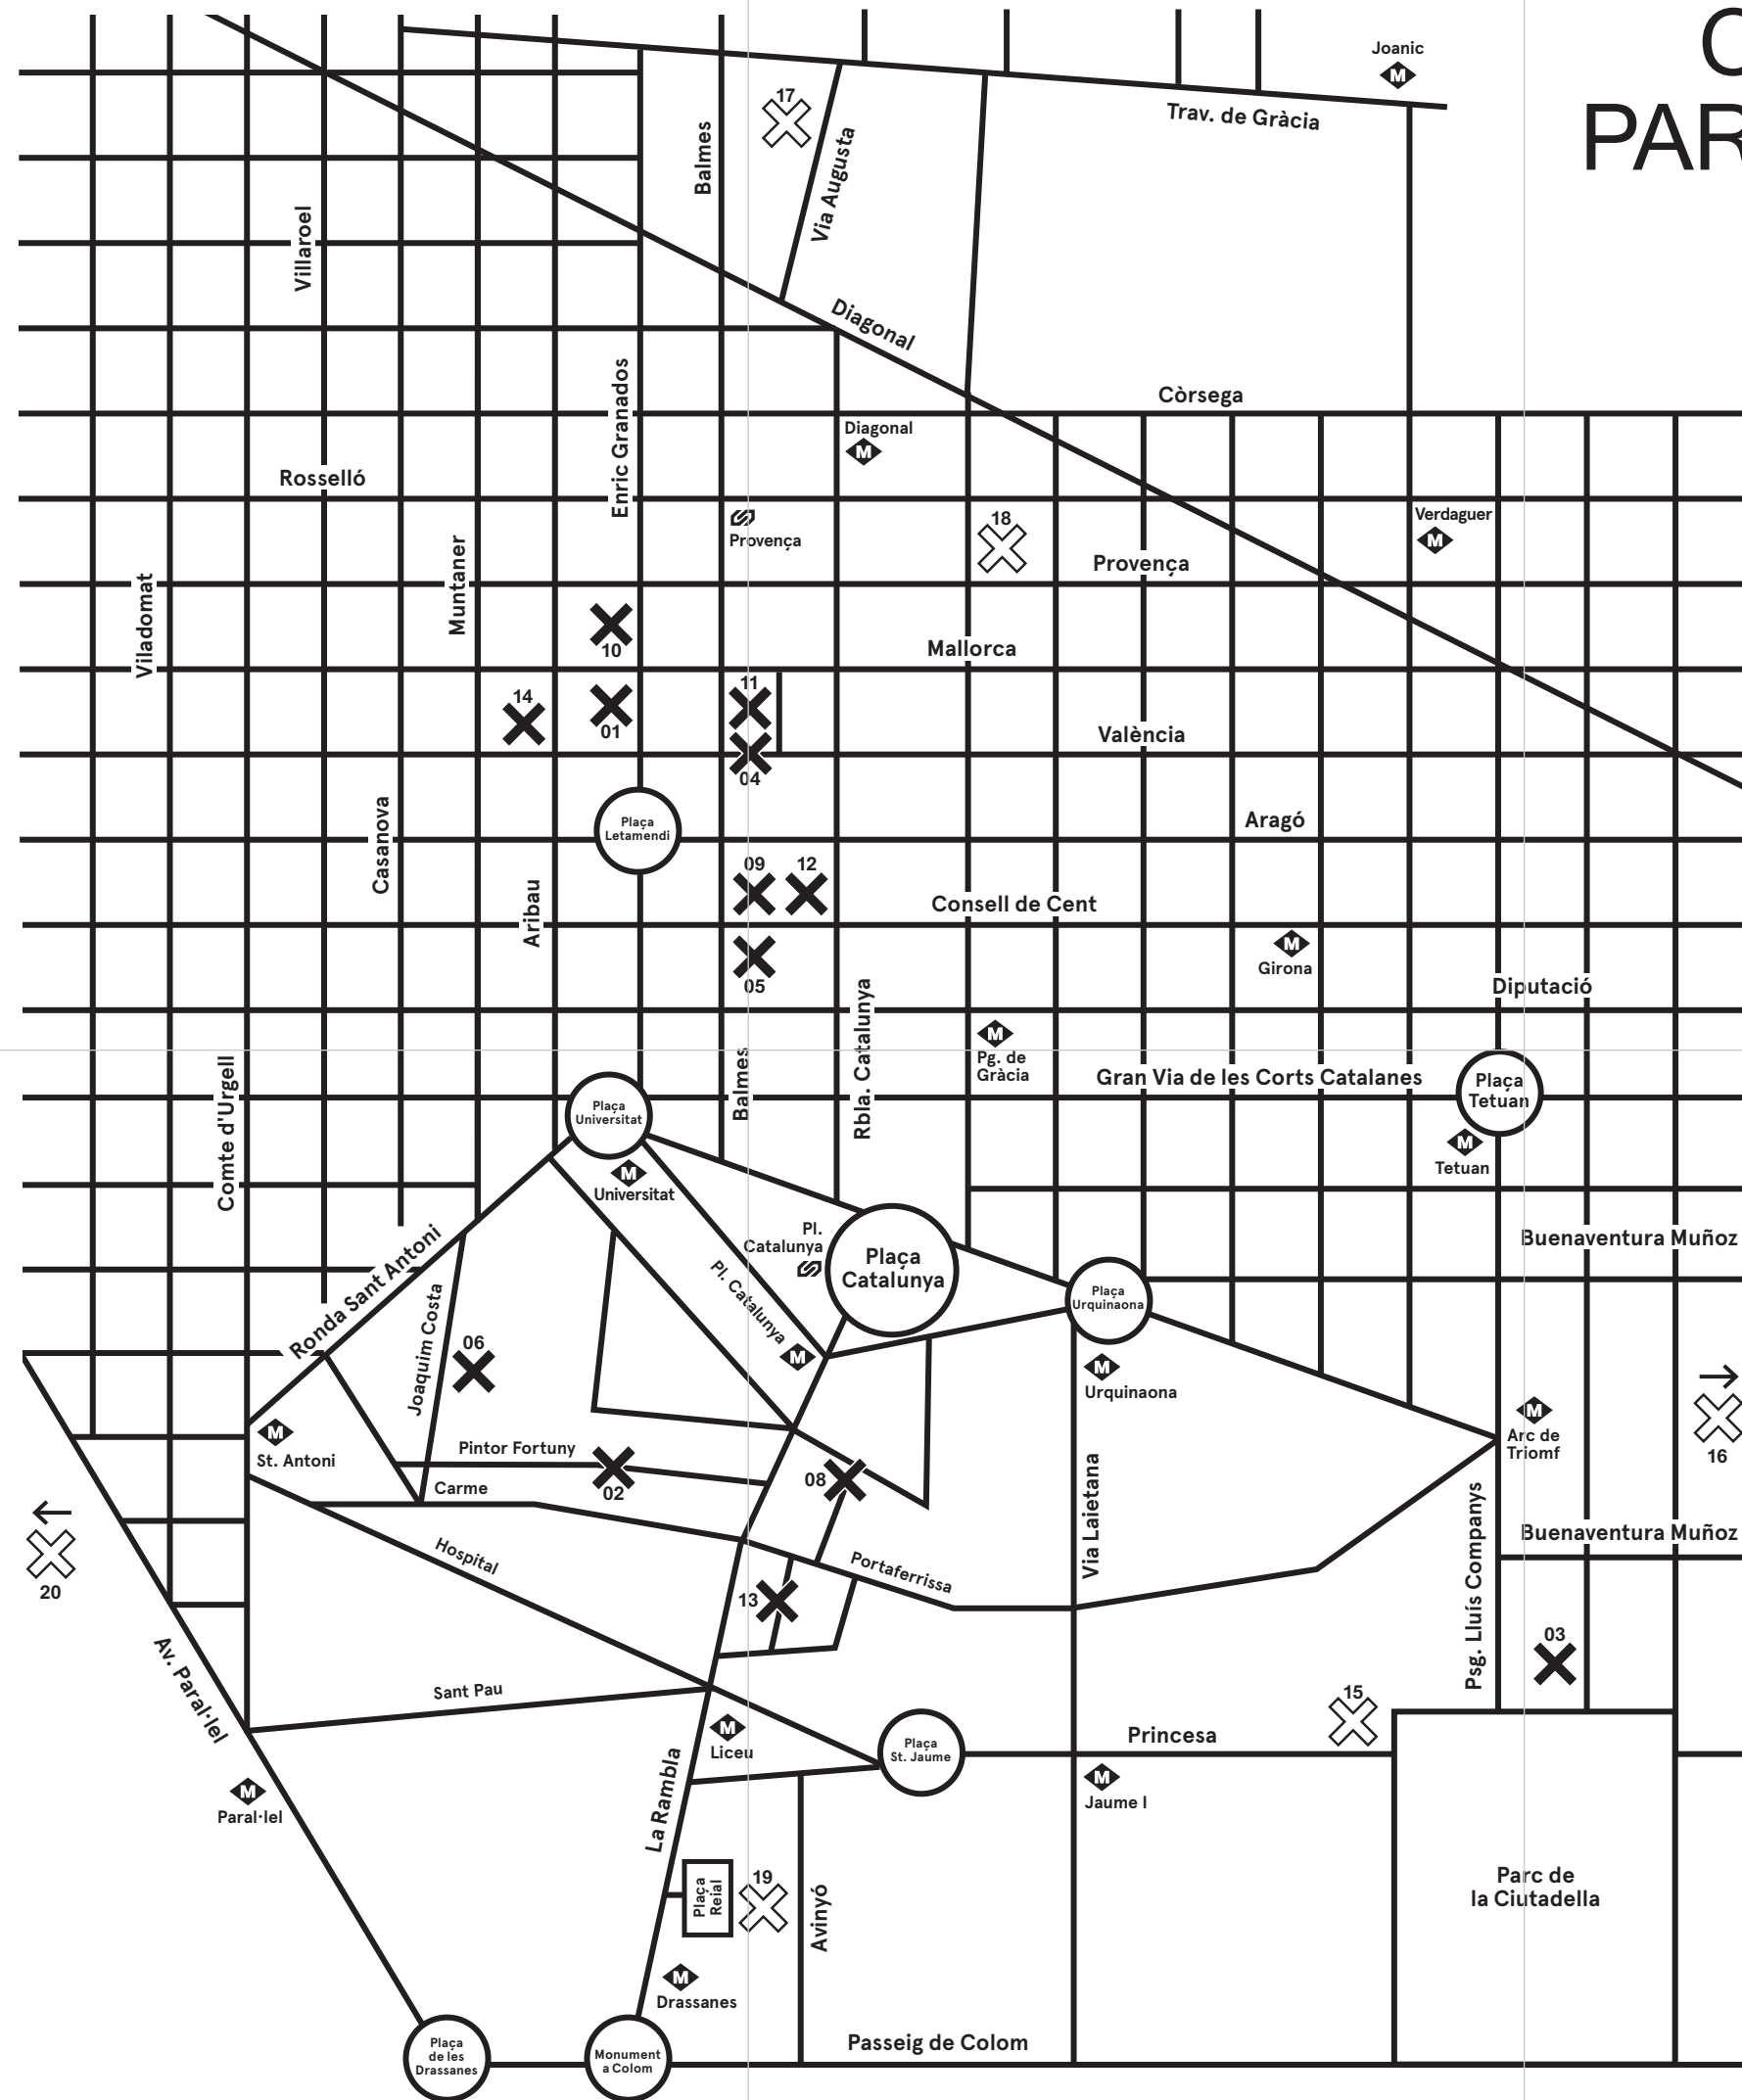 C
PAR
Joanic
M
Trav. de Gràcia
17
Balmes
Via Augusta
Villaroel
Diagonal
Còrsega
Enric Granados
Diagonal
M
Rosselló
Provença
18
Verdaguer
M
Provença
Muntaner
Viladomat
10
Mallorca
11
14
01
València
04
Plaça
Letamendi
Aragó
Casanova
09
12
Aribau
Consell de Cent
M
Girona
05
Diputació
Rbla. Catalunya
M
Pg. de
Gràcia
Balmes
Comte d'Urgell
Gran Via de les Corts Catalanes
Plaça
Tetuan
M
Tetuan
Plaça
Universitat
M
Universitat
Pl.
Catalunya
Plaça
Catalunya
Buenaventura Muñoz
Ronda Sant Antoni
Joaquim Costa
Pl. Catalunya
M
Plaça
Urquinaona
M
Urquinaona
06
→
16
M
Arc de
Triomf
M
St. Antoni
Pintor Fortuny
02
Carme
08
←
20
Hospital
Portaferrissa
Via Laietana
Psg. Lluís Companys
Buenaventura Muñoz
13
03
Av. Paral·lel
Sant Pau
15
M
Liceu
Plaça
St. Jaume
Princesa
M
Paral·lel
M
Jaume I
La Rambla
Plaça
Reial
19
Avinyó
Parc de
la Ciutadella
M
Drassanes
Plaça
de les
Drassanes
Monument
a Colom
Passeig de Colom